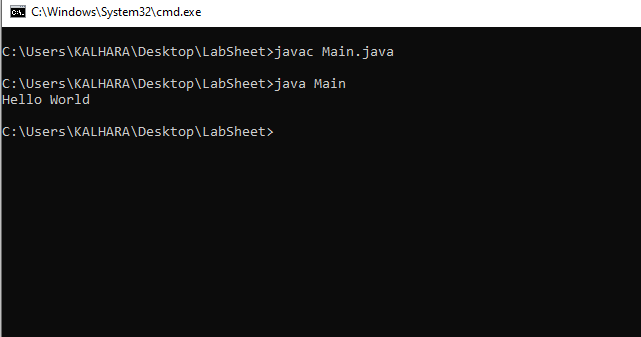 C:\Windows\System32\cmd.exe
C:\Users\KALHARA\Desktop\LabSheet>javac Main.java
C:\Users\KALHARA\Desktop\LabSheet>java Main
Hello World
C:\Users\KALHARA\Desktop\LabSheet>